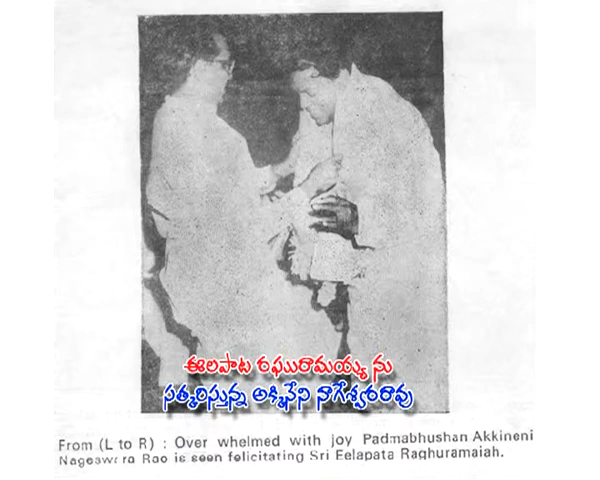 ఈలపాట రఘురామయ్య ను
సత్కరిస్తున్న అక్కినేని నాగేశ్వరరావు
From (L to R) : Over whelmed with joy Padmabhushan Akkineni
Nageswara Rao is seen felicitating Sri Eelapata Raghuramaiah.